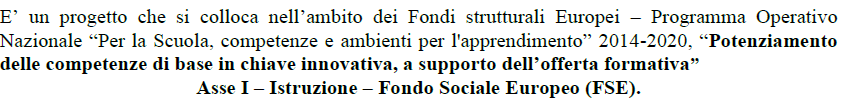 E’ un progetto che si colloca nell’ambito dei Fondi strutturali Europei – Programma Operativo
Nazionale “Per la Scuola, competenze e ambienti per l'apprendimento” 2014-2020, “Potenziamento
delle competenze di base in chiave innovativa, a supporto dell’offerta formativa”
Asse I – Istruzione – Fondo Sociale Europeo (FSE).